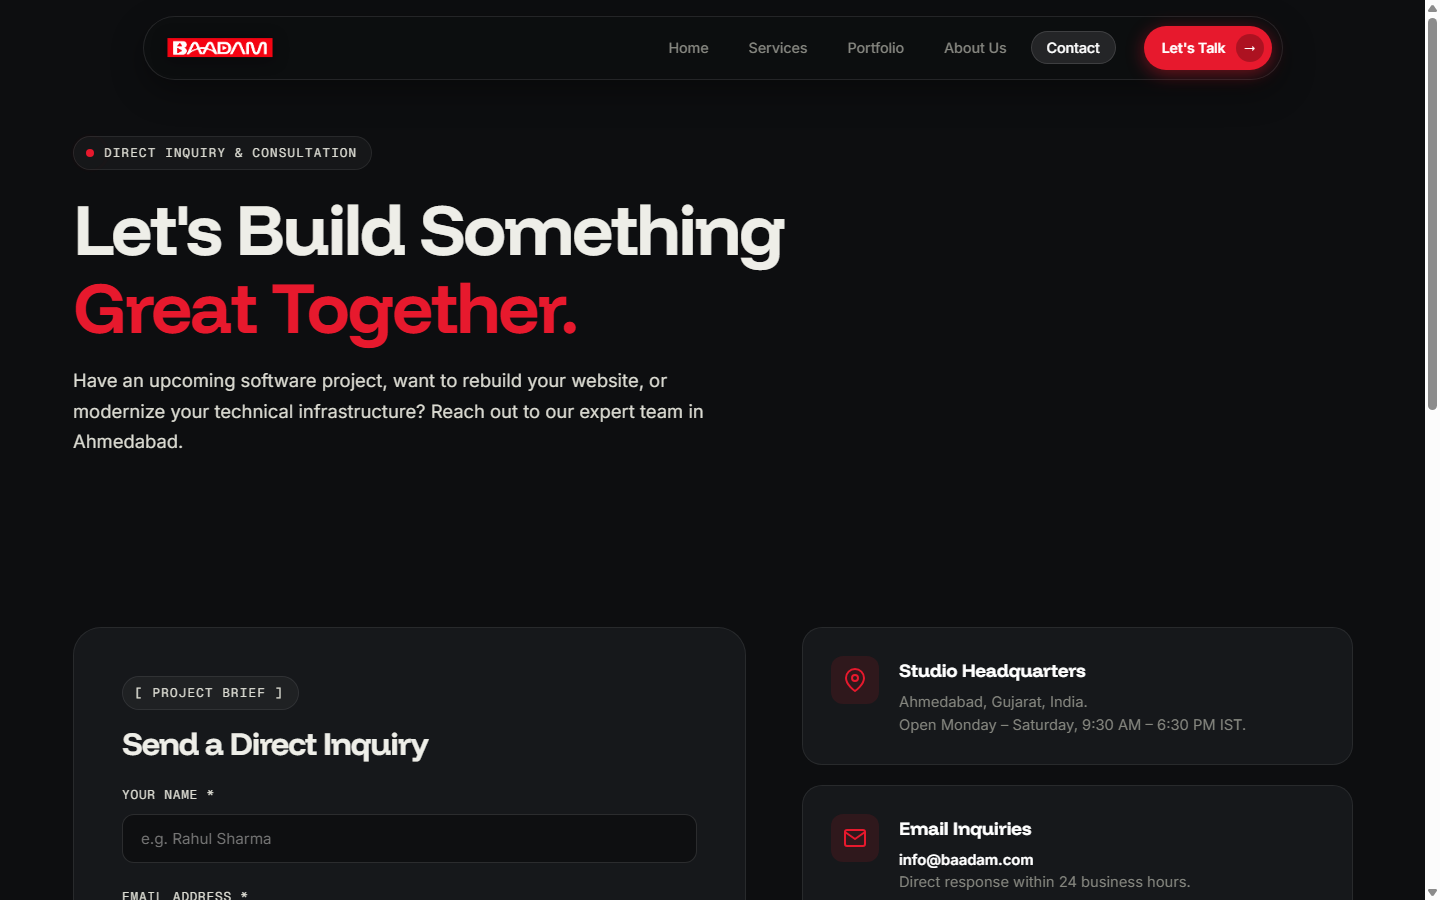 BAADAM
Home
Services
Portfolio
About Us
Contact
Let's Talk →
DIRECT INQUIRY & CONSULTATION
Let's Build Something
Great Together.
Have an upcoming software project, want to rebuild your website, or
modernize your technical infrastructure? Reach out to our expert team in
Ahmedabad.
[ PROJECT BRIEF ]
Send a Direct Inquiry
YOUR NAME *
e.g. Rahul Sharma
EMAIL ADDRESS *
Studio Headquarters
Ahmedabad, Gujarat, India.
Open Monday – Saturday, 9:30 AM – 6:30 PM IST.
Email Inquiries
info@baadam.com
Direct response within 24 business hours.